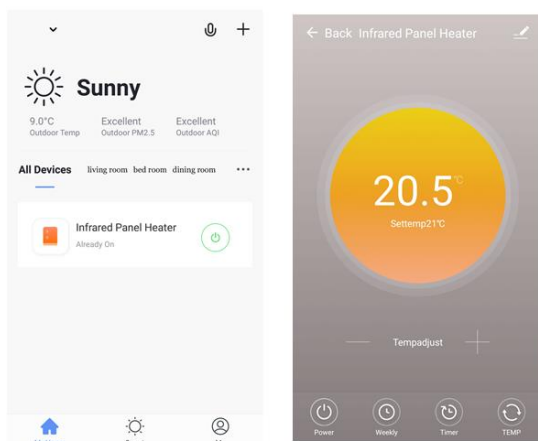 Sunny
9.0°C Excellent Excellent
Outdoor Temp Outdoor PM2.5 Outdoor AQI
All Devices living room bed room dining room
Infrared Panel Heater
Already On
Back Infrared Panel Heater
20.5°C
Settemp21℃
Tempadjust
Power Weekly Timer TEMP